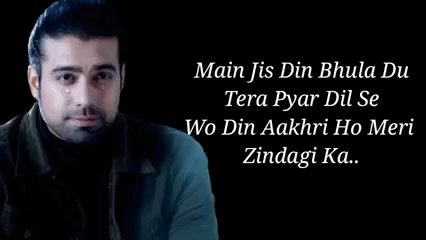 Main Jis Din Bhula Du
Tera Pyar Dil Se
Wo Din Aakhri Ho Meri
Zindagi Ka..